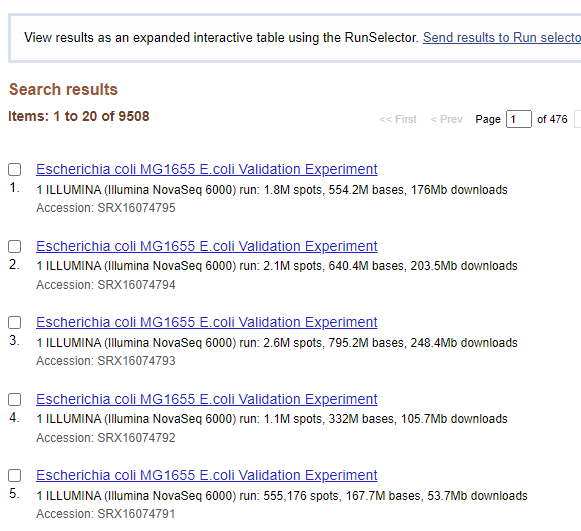 View results as an expanded interactive table using the RunSelector. Send results to Run selecto
Search results
Items: 1 to 20 of 9508
<< First < Prev Page 1 of 476
Escherichia coli MG1655 E.coli Validation Experiment
1. 1 ILLUMINA (Illumina NovaSeq 6000) run: 1.8M spots, 554.2M bases, 176Mb downloads
Accession: SRX16074795
Escherichia coli MG1655 E.coli Validation Experiment
2. 1 ILLUMINA (Illumina NovaSeq 6000) run: 2.1M spots, 640.4M bases, 203.5Mb downloads
Accession: SRX16074794
Escherichia coli MG1655 E.coli Validation Experiment
3. 1 ILLUMINA (Illumina NovaSeq 6000) run: 2.6M spots, 795.2M bases, 248.4Mb downloads
Accession: SRX16074793
Escherichia coli MG1655 E.coli Validation Experiment
4. 1 ILLUMINA (Illumina NovaSeq 6000) run: 1.1M spots, 332M bases, 105.7Mb downloads
Accession: SRX16074792
Escherichia coli MG1655 E.coli Validation Experiment
5. 1 ILLUMINA (Illumina NovaSeq 6000) run: 555,176 spots, 167.7M bases, 53.7Mb downloads
Accession: SRX16074791